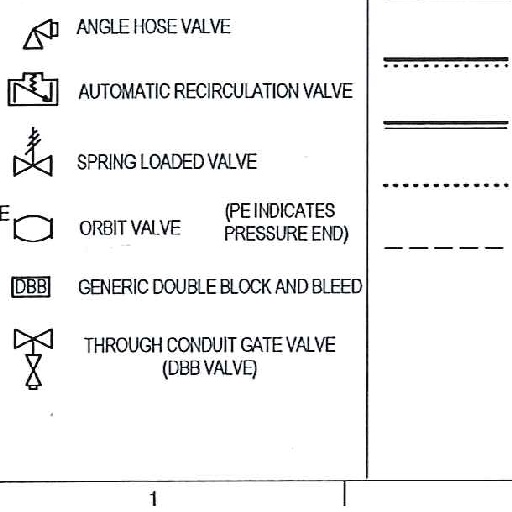 ANGLE HOSE VALVE
AUTOMATIC RECIRCULATION VALVE
SPRING LOADED VALVE
E
ORBIT VALVE
(PE INDICATES
PRESSURE END)
DBB
GENERIC DOUBLE BLOCK AND BLEED
THROUGH CONDUIT GATE VALVE
(DBB VALVE)
1